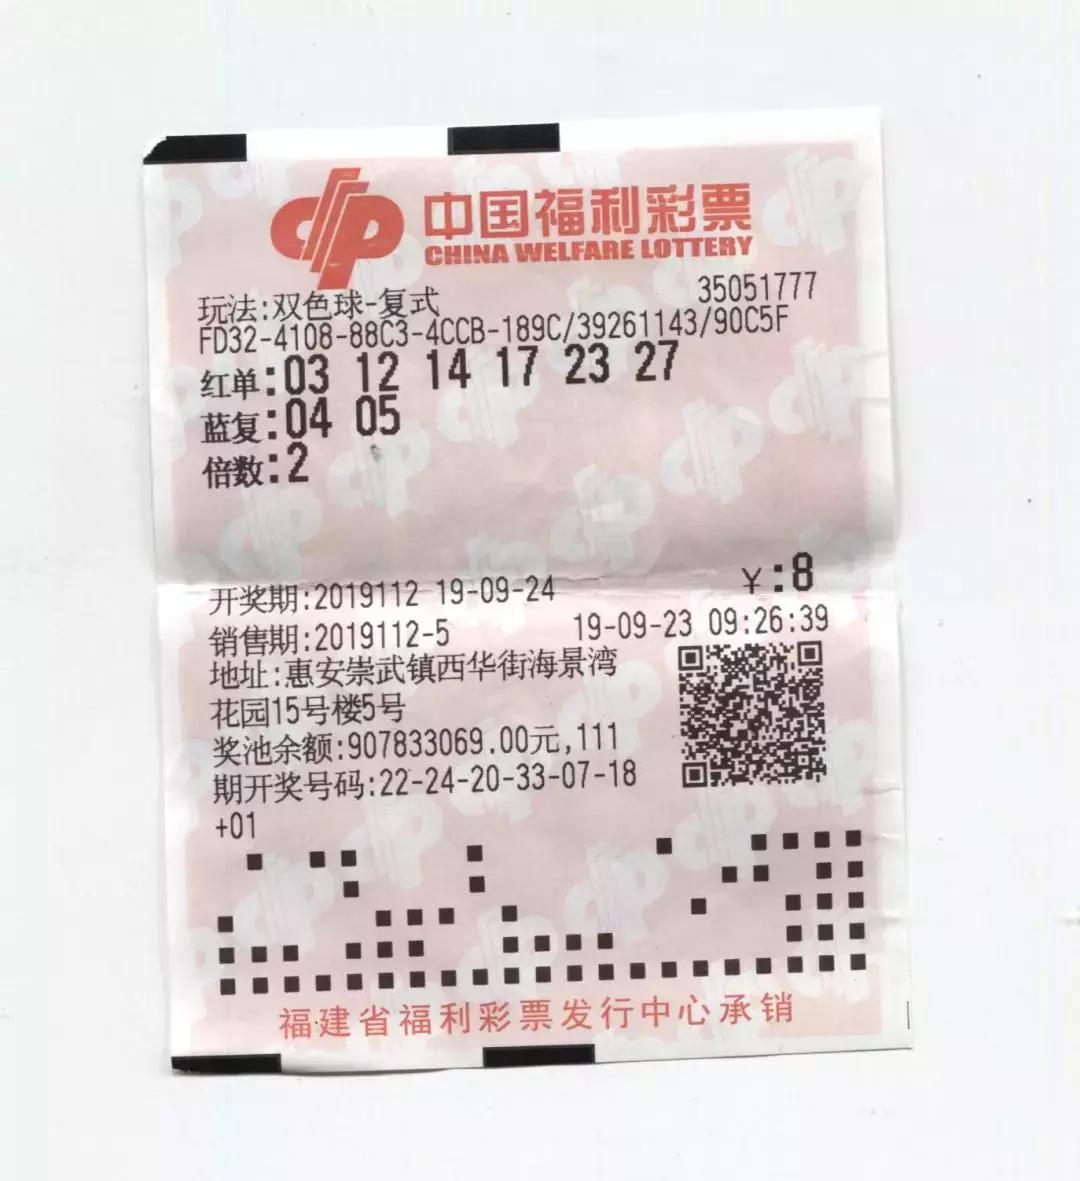 中国福利彩票
CHINA WELFARE LOTTERY
玩法:双色球-复式 35051777
FD32-4108-88C3-4CCB-189C/39261143/90C5F
红单:03 12 14 17 23 27
蓝复:04 05
倍数:2
开奖期:2019112 19-09-24 ¥:8
销售期:2019112-5 19-09-23 09:26:39
地址:惠安崇武镇西华街海景湾
花园15号楼5号
奖池余额:907833069.00元,111
期开奖号码:22-24-20-33-07-18
+01
福建省福利彩票发行中心承销